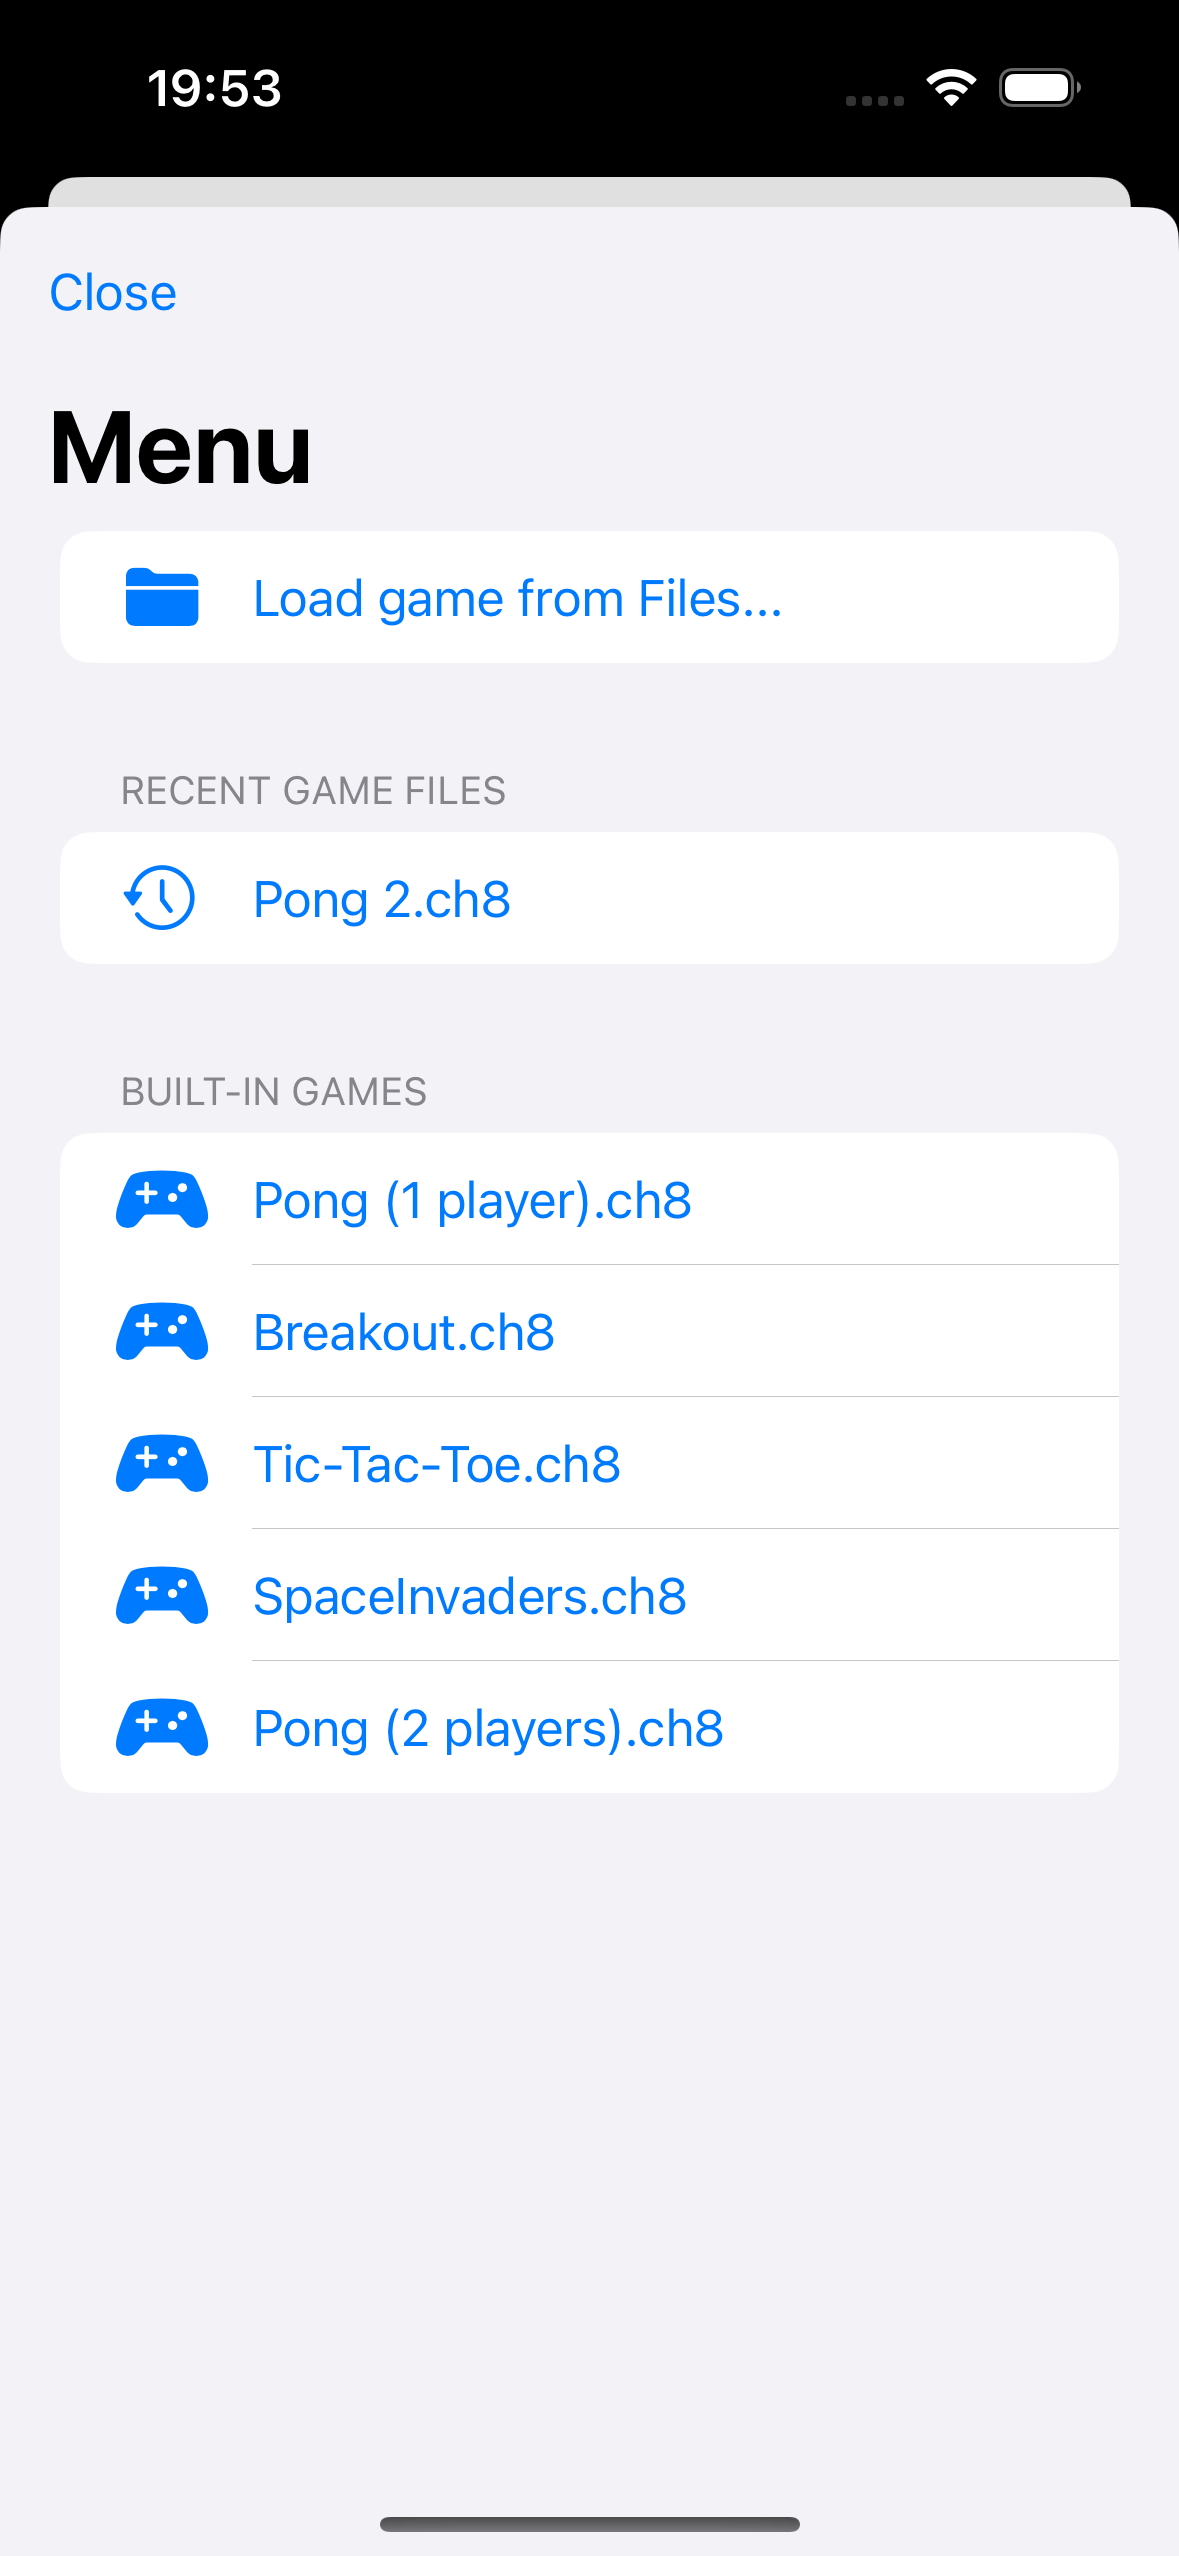 19:53
Close
Menu
Load game from Files...
RECENT GAME FILES
Pong 2.ch8
BUILT-IN GAMES
Pong (1 player).ch8
Breakout.ch8
Tic-Tac-Toe.ch8
SpaceInvaders.ch8
Pong (2 players).ch8